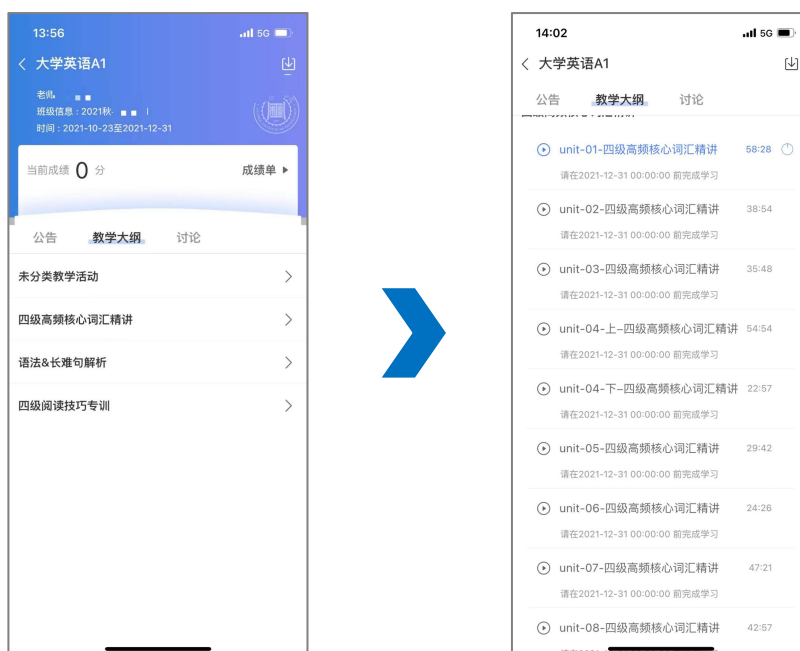 13:56
5G
大学英语A1
老师
班级信息：2021秋-
时间：2021-10-23至2021-12-31
当前成绩 0 分
成绩单
公告 教学大纲 讨论
未分类教学活动
四级高频核心词汇精讲
语法&长难句解析
四级阅读技巧专训
14:02
5G
大学英语A1
公告 教学大纲 讨论
unit-01-四级高频核心词汇精讲 58:28
请在2021-12-31 00:00:00 前完成学习
unit-02-四级高频核心词汇精讲 38:54
请在2021-12-31 00:00:00 前完成学习
unit-03-四级高频核心词汇精讲 35:48
请在2021-12-31 00:00:00 前完成学习
unit-04-上–四级高频核心词汇精讲 54:54
请在2021-12-31 00:00:00 前完成学习
unit-04-下–四级高频核心词汇精讲 22:57
请在2021-12-31 00:00:00 前完成学习
unit-05-四级高频核心词汇精讲 29:42
请在2021-12-31 00:00:00 前完成学习
unit-06-四级高频核心词汇精讲 24:26
请在2021-12-31 00:00:00 前完成学习
unit-07-四级高频核心词汇精讲 47:21
请在2021-12-31 00:00:00 前完成学习
unit-08-四级高频核心词汇精讲 42:57